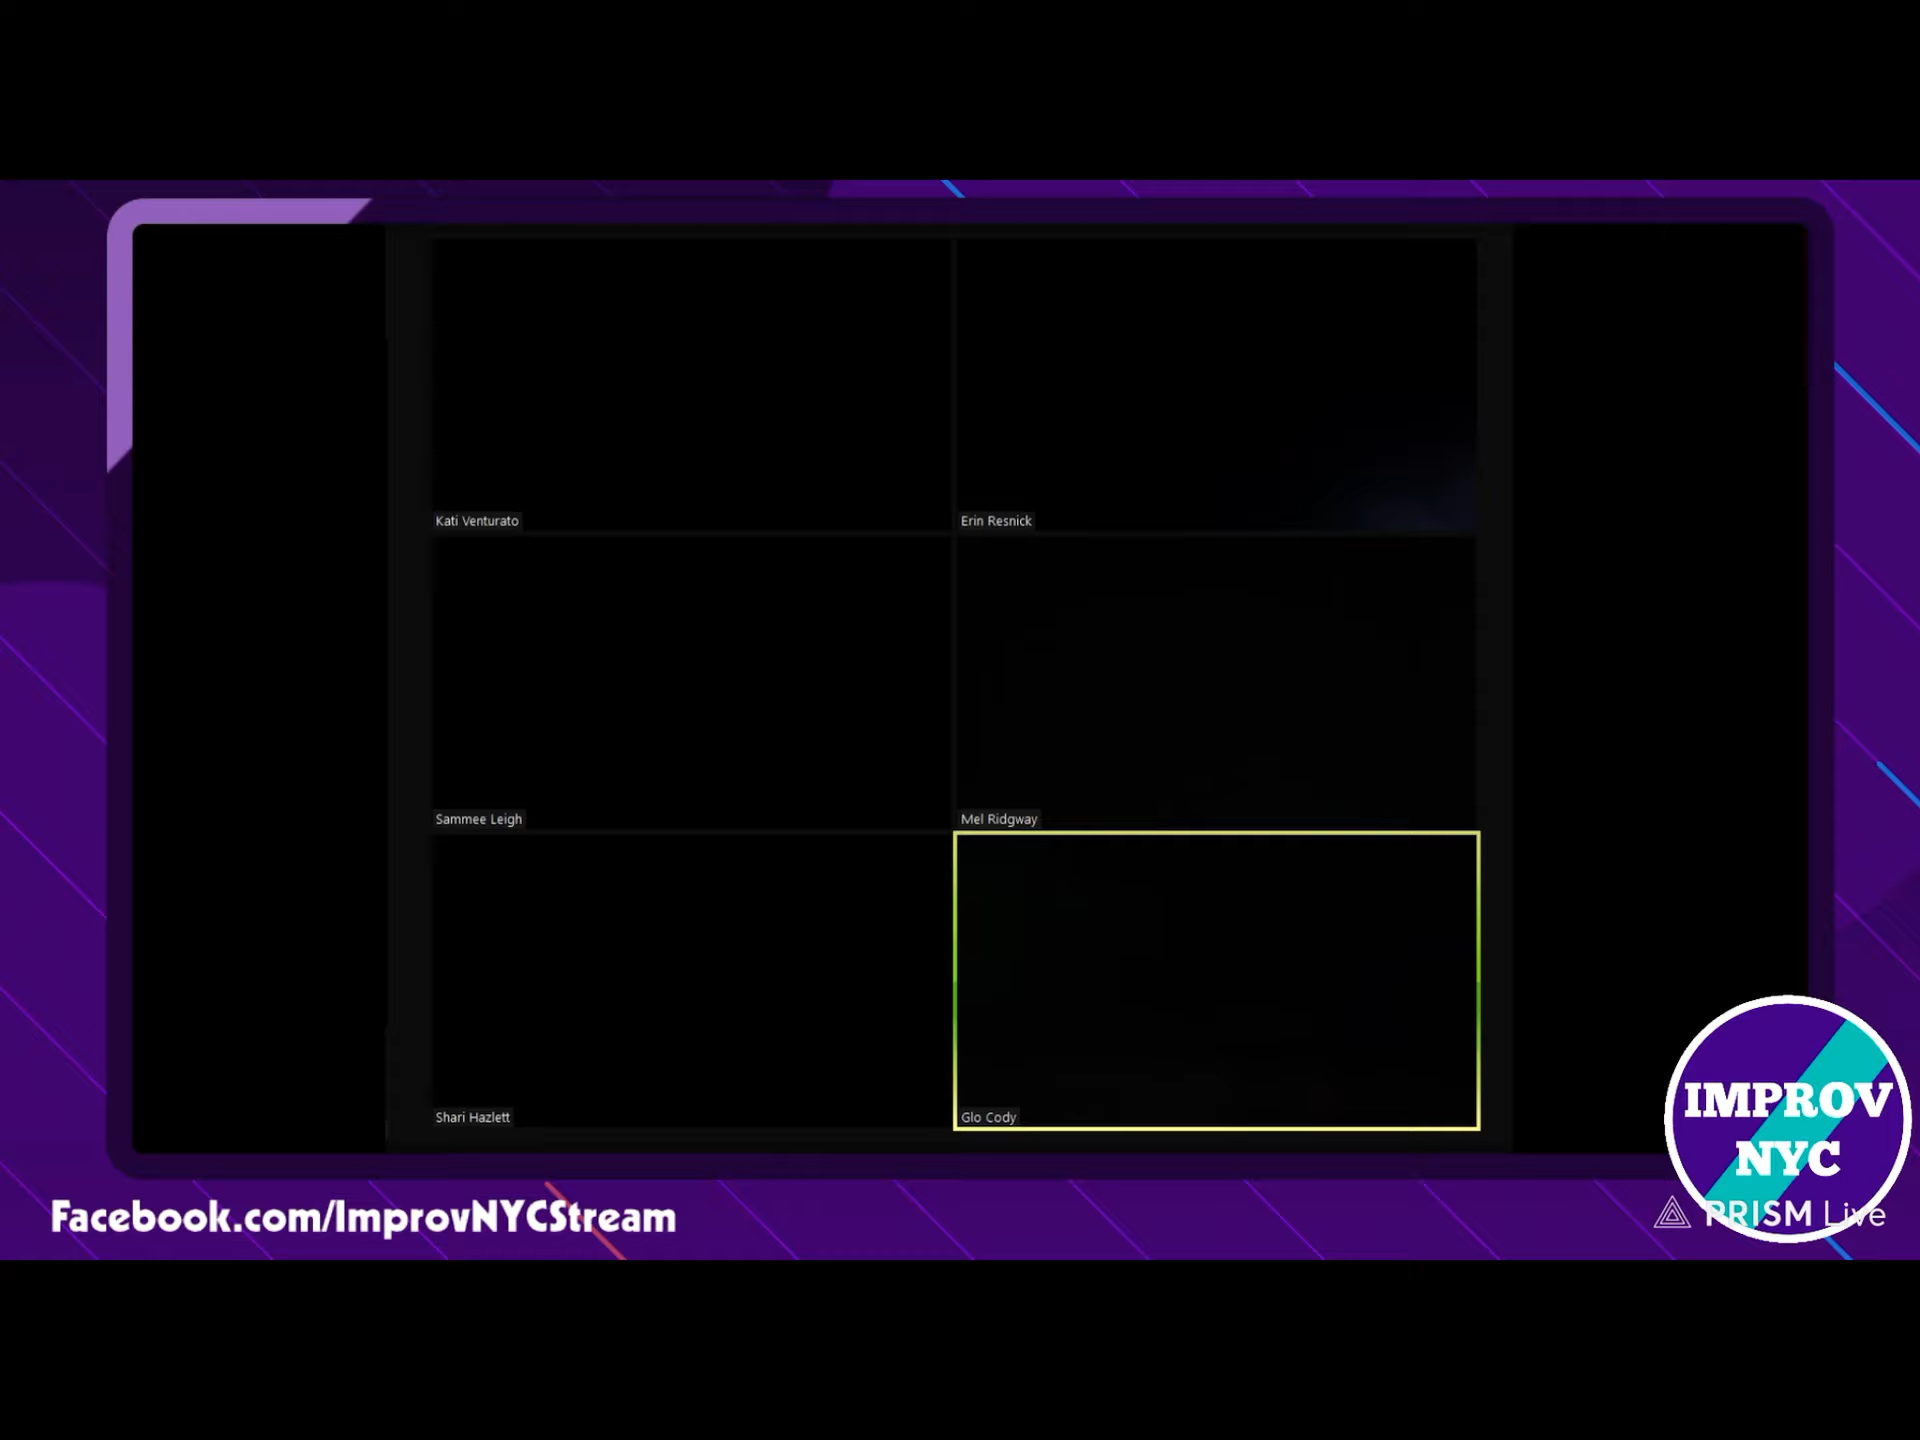 Kati Venturato
Erin Resnick
Sammee Leigh
Mel Ridgway
Shari Hazlett
Glo Cody
IMPROV
NYC
PRISM Live
Facebook.com/ImprovNYCStream